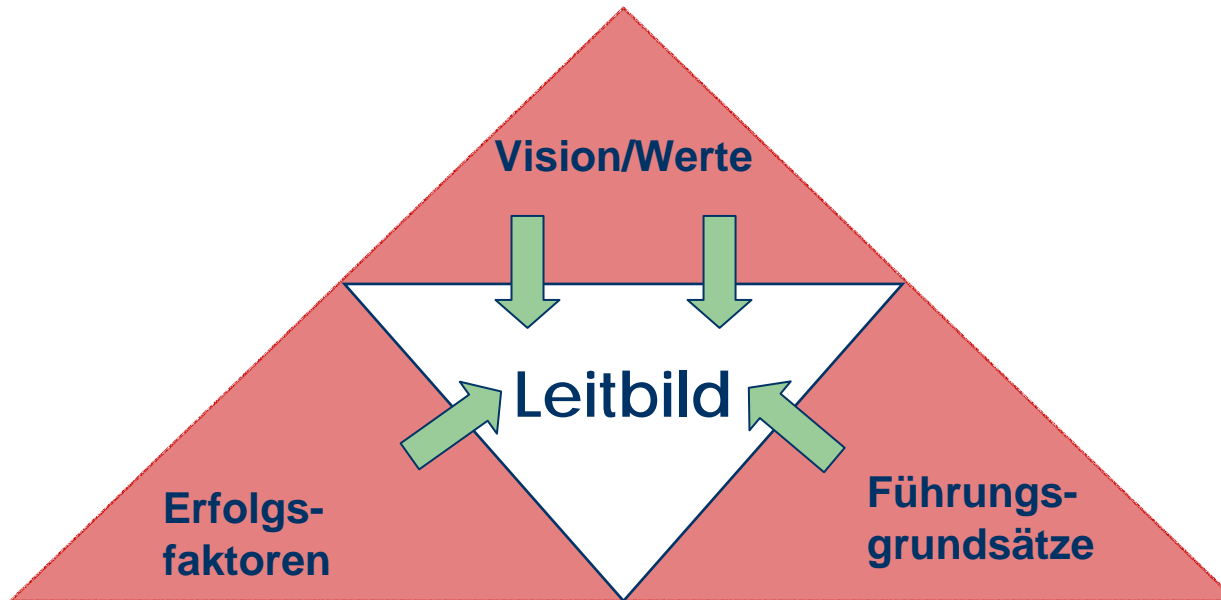 Vision/Werte
Leitbild
Erfolgs-
faktoren
Führungs-
grundsätze